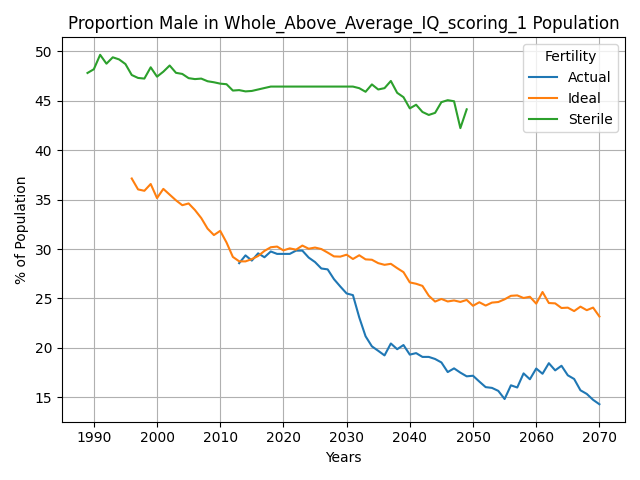 Proportion Male in Whole_Above_Average_IQ_scoring_1 Population
Fertility
Actual
Ideal
Sterile
% of Population
50
45
40
35
30
25
20
15
1990 2000 2010 2020 2030 2040 2050 2060 2070
Years